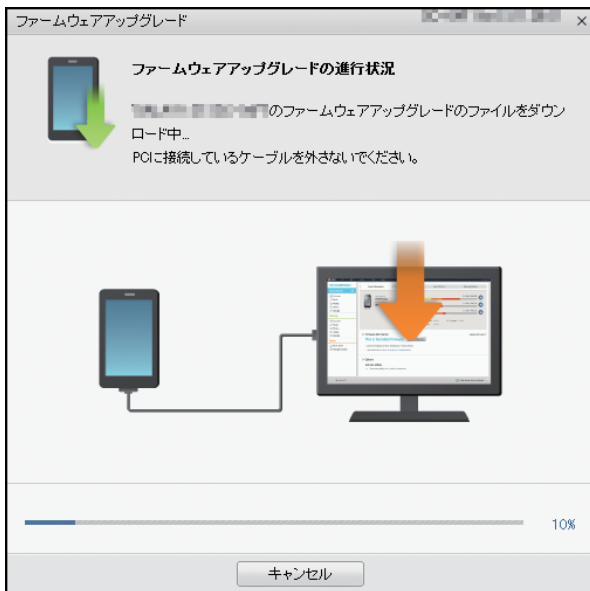 ファームウェアアップグレード
ファームウェアアップグレードの進行状況
のファームウェアアップグレードのファイルをダウン
ロード中...
PCに接続しているケーブルを外さないでください。
10%
キャンセル